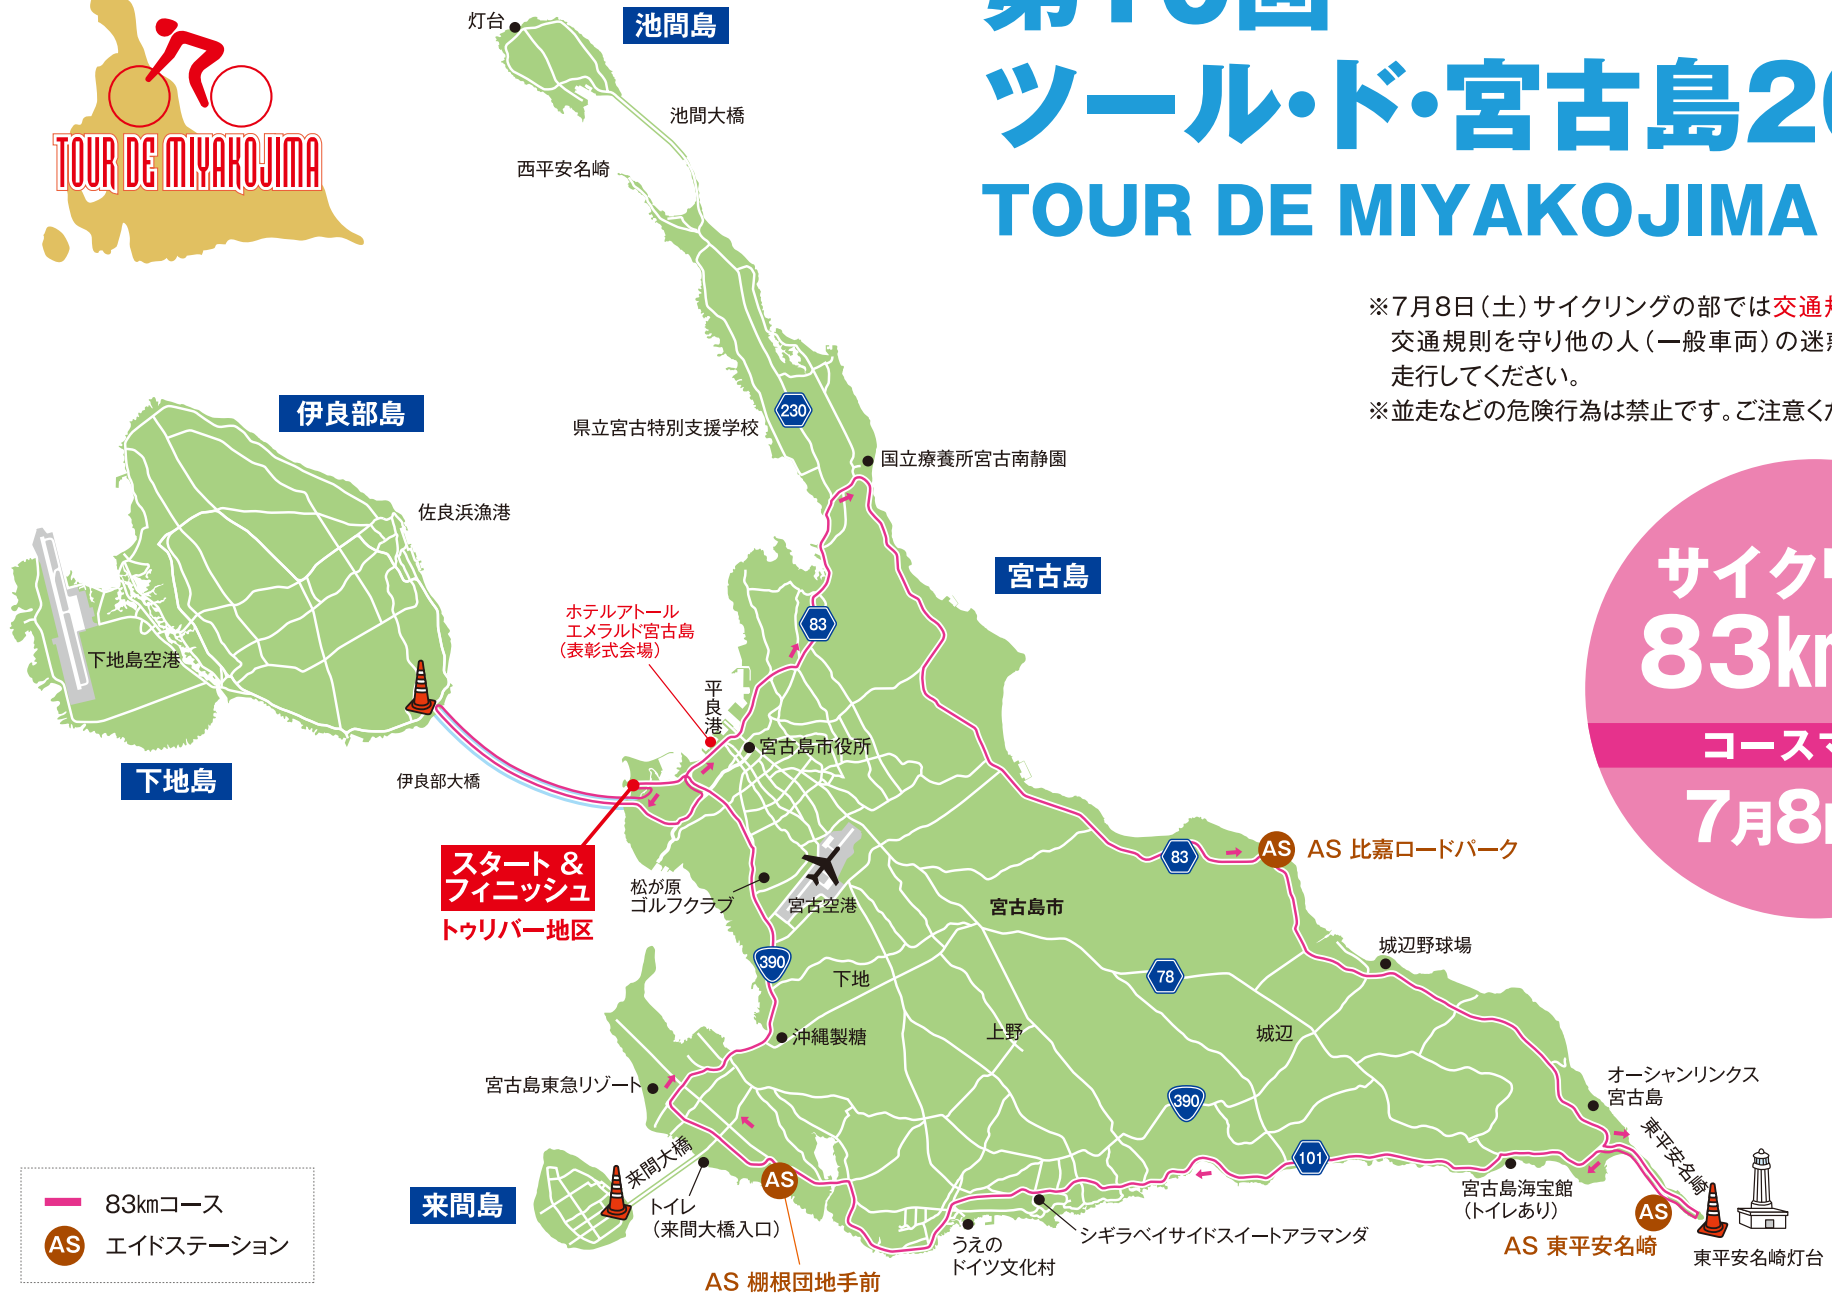 第10回
ツール・ド・宮古島20
TOUR DE MIYAKOJIMA
TOUR DE MIYAKOJIMA
※7月8日(土)サイクリングの部では交通規
交通規則を守り他の人(一般車両)の迷惑
走行してください。
※並走などの危険行為は禁止です。ご注意くだ
サイクリ
83km
コースマ
7月8日
灯台
池間島
池間大橋
西平安名崎
230
県立宮古特別支援学校
国立療養所宮古南静園
伊良部島
佐良浜漁港
下地島空港
下地島
伊良部大橋
宮古島
ホテルアトール
エメラルド宮古島
(表彰式会場)
83
平良港
宮古島市役所
スタート&
フィニッシュ
トゥリバー地区
松が原
ゴルフクラブ
宮古空港
83
AS
AS 比嘉ロードパーク
宮古島市
城辺野球場
390
下地
78
上野
城辺
沖縄製糖
宮古島東急リゾート
390
オーシャンリンクス
宮古島
東平安名崎
101
来間大橋
来間島
トイレ
(来間大橋入口)
AS
AS 棚根団地手前
うえの
ドイツ文化村
シギラベイサイドスイートアラマンダ
宮古島海宝館
(トイレあり)
AS
AS 東平安名崎
東平安名崎灯台
83kmコース
AS エイドステーション